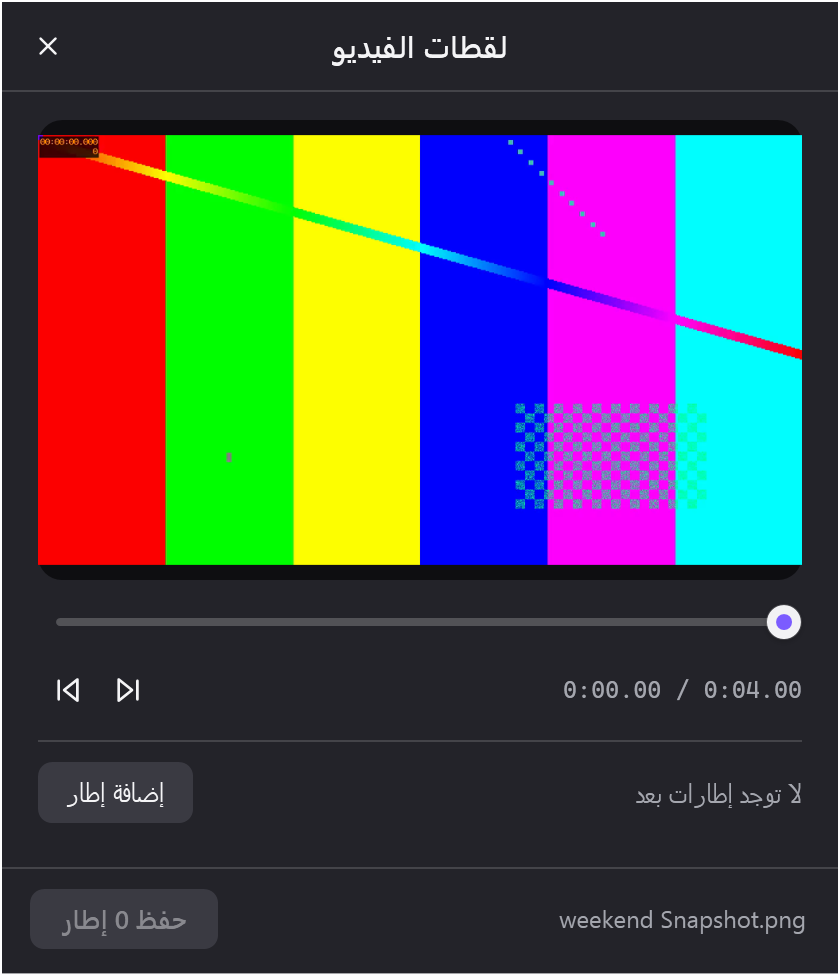 لقطات الفيديو
00:00:00.000
0
0:00.00 / 0:04.00
لا توجد إطارات بعد
إضافة إطار
weekend Snapshot.png
حفظ 0 إطار